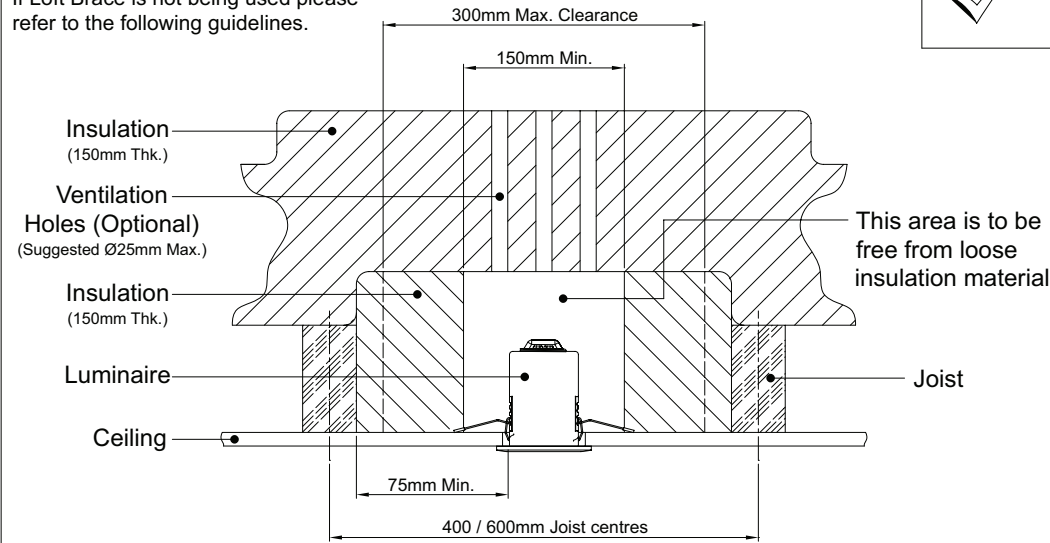 If Loft Brace is not being used please
refer to the following guidelines.
300mm Max. Clearance
150mm Min.
Insulation
(150mm Thk.)
Ventilation
Holes (Optional)
(Suggested Ø25mm Max.)
Insulation
(150mm Thk.)
Luminaire
Ceiling
This area is to be
free from loose
insulation material
Joist
75mm Min.
400 / 600mm Joist centres